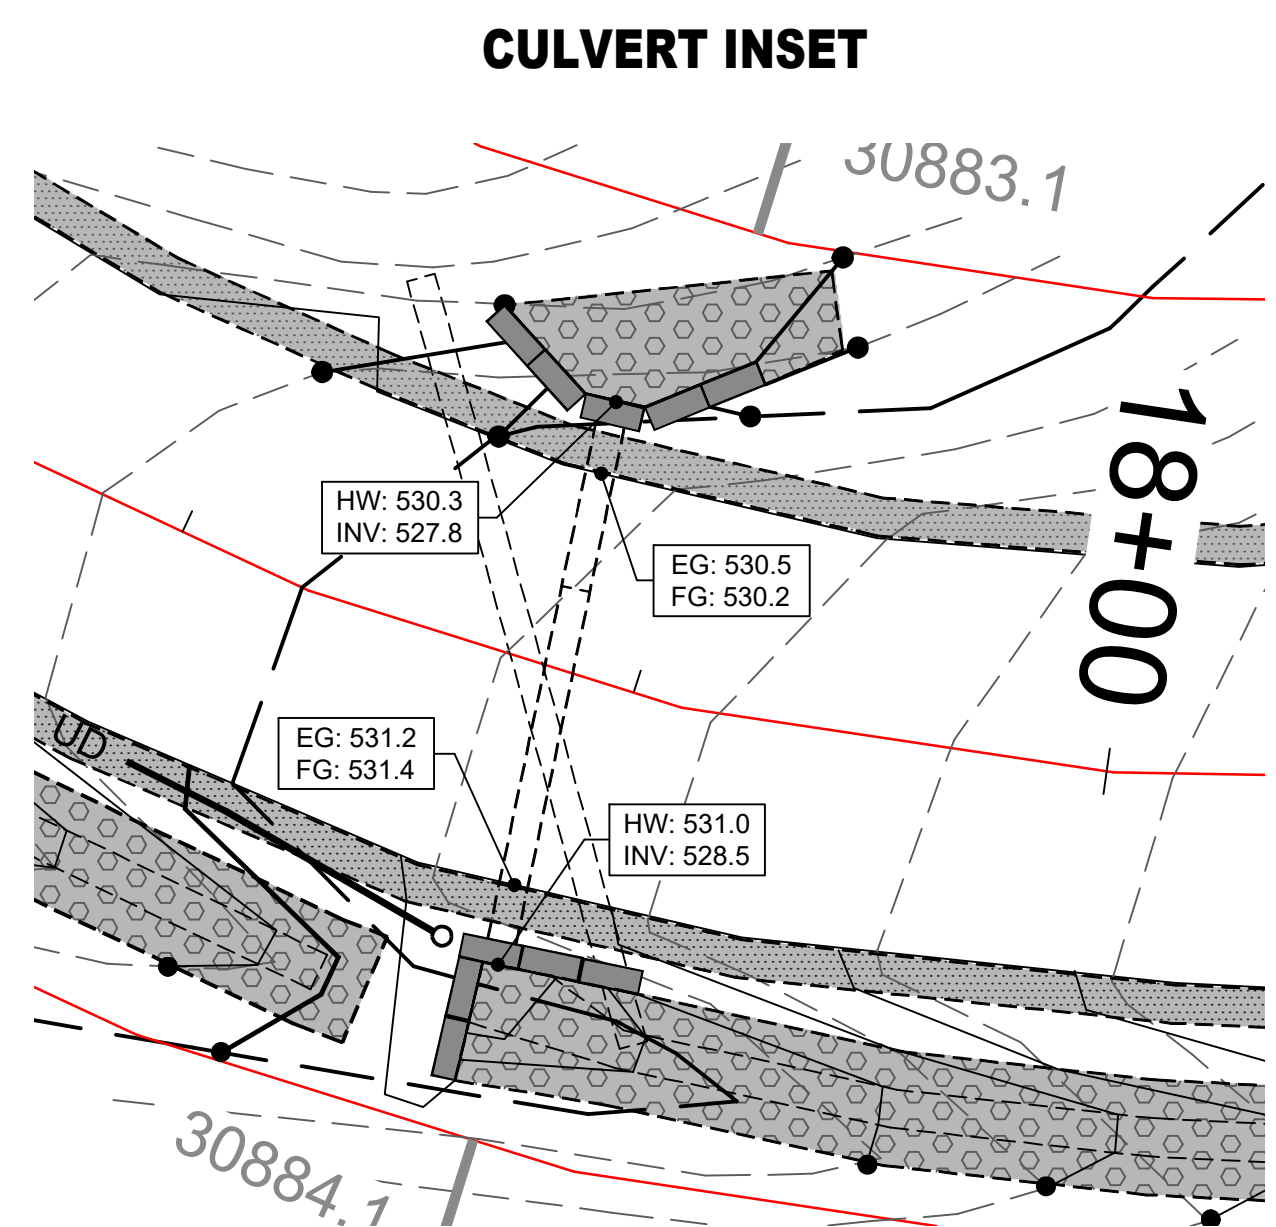 CULVERT INSET
30883.1
18+00
HW: 530.3
INV: 527.8
EG: 530.5
FG: 530.2
UD
EG: 531.2
FG: 531.4
HW: 531.0
INV: 528.5
30884.1